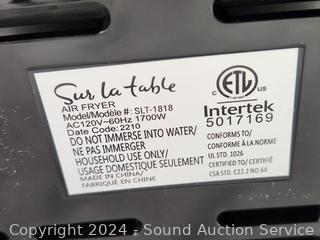 Sur la table
AIR FRYER
Model/Modèle #: SLT-1818
AC120V~60Hz 1700W
Date Code: 2210
DO NOT IMMERSE INTO WATER/
NE PAS IMMERGER
HOUSEHOLD USE ONLY/
USAGE DOMESTIQUE SEULEMENT
MADE IN CHINA/
FABRIQUÉ EN CHINE
C ETL US
LISTED
Intertek
5017169
CONFORMS TO/
CONFORME À LA NORME
UL STD. 1026
CERTIFIED TO/CERTIFIÉ
CSA STD. C22.2 NO.64
Copyright 2024 - Sound Auction Service